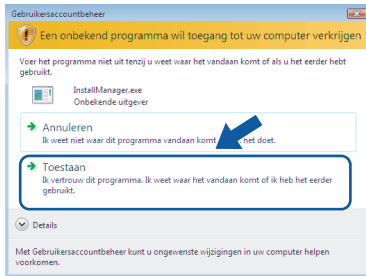 Gebruikersaccountbeheer
Een onbekend programma wil toegang tot uw computer verkrijgen
Voer het programma niet uit tenzij u weet waar het vandaan komt of als u het eerder hebt
gebruikt.
InstallManager.exe
Onbekende uitgever
Annuleren
Ik weet niet waar dit programma vandaan komt het doet.
Toestaan
Ik vertrouw dit programma. Ik weet waar het vandaan komt of ik heb het eerder
gebruikt.
Details
Met Gebruikersaccountbeheer kunt u ongewenste wijzigingen in uw computer helpen
voorkomen.